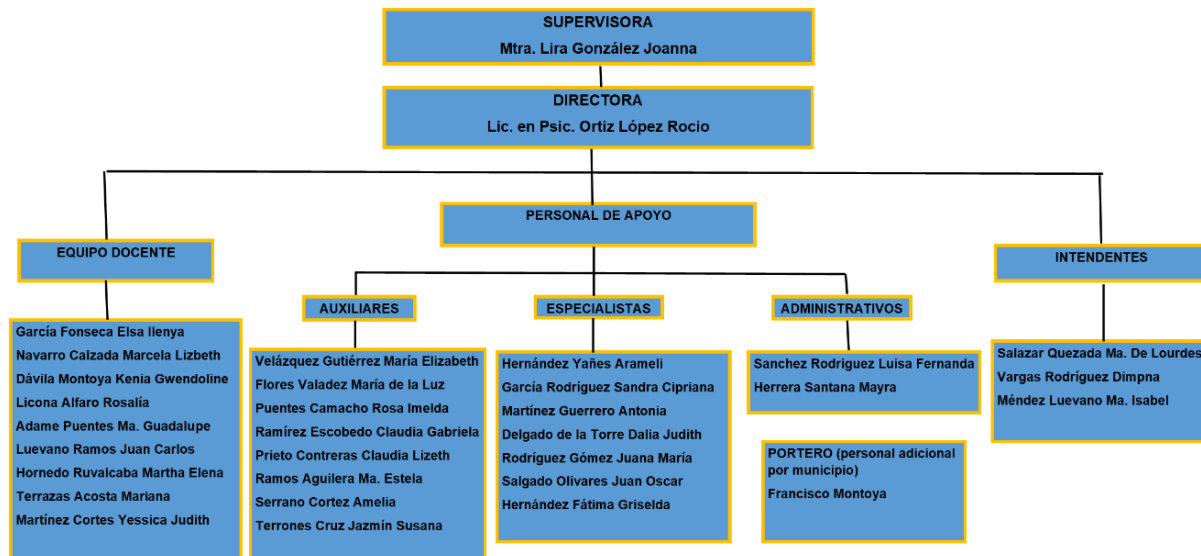 SUPERVISORA
Mtra. Lira González Joanna
DIRECTORA
Lic. en Psic. Ortiz López Rocio
EQUIPO DOCENTE
García Fonseca Elsa Ilenya
Navarro Calzada Marcela Lizbeth
Dávila Montoya Kenia Gwendoline
Licona Alfaro Rosalía
Adame Puentes Ma. Guadalupe
Luevano Ramos Juan Carlos
Hornedo Ruvalcaba Martha Elena
Terrazas Acosta Mariana
Martínez Cortes Yessica Judith
PERSONAL DE APOYO
AUXILIARES
Velázquez Gutiérrez María Elizabeth
Flores Valadez María de la Luz
Puentes Camacho Rosa Imelda
Ramírez Escobedo Claudia Gabriela
Prieto Contreras Claudia Lizeth
Ramos Aguilera Ma. Estela
Serrano Cortez Amelia
Terrones Cruz Jazmín Susana
ESPECIALISTAS
Hernández Yañes Arameli
García Rodríguez Sandra Cipriana
Martínez Guerrero Antonia
Delgado de la Torre Dalia Judith
Rodríguez Gómez Juana María
Salgado Olivares Juan Oscar
Hernández Fátima Griselda
ADMINISTRATIVOS
Sanchez Rodriguez Luisa Fernanda
Herrera Santana Mayra
PORTERO (personal adicional
por municipio)
Francisco Montoya
INTENDENTES
Salazar Quezada Ma. De Lourdes
Vargas Rodríguez Dimpna
Méndez Luevano Ma. Isabel